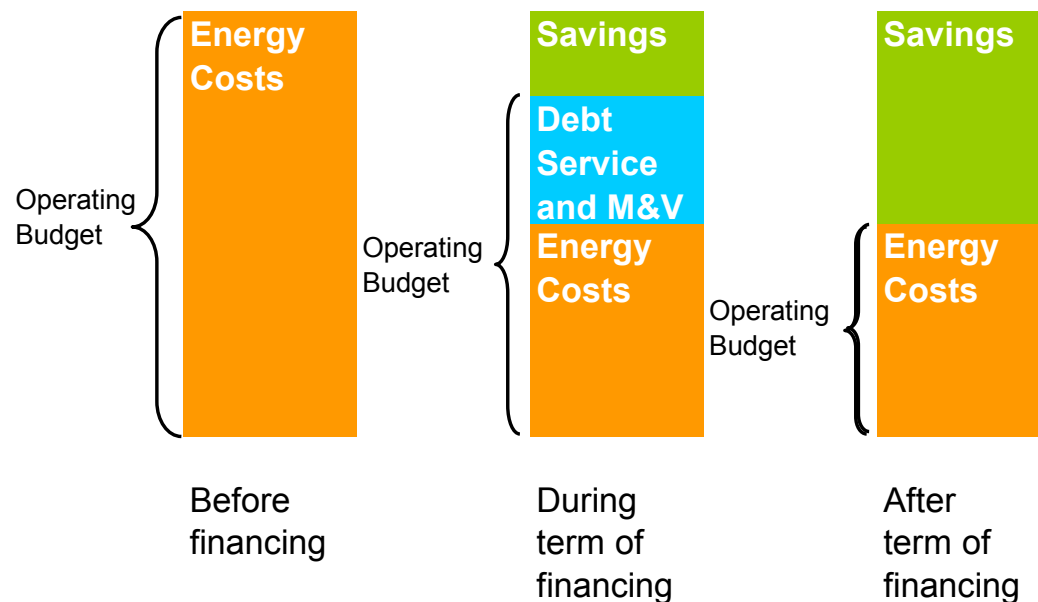 Energy
Costs
Operating
Budget
Before
financing
Savings
Debt
Service
and M&V
Energy
Costs
Operating
Budget
During
term of
financing
Savings
Energy
Costs
Operating
Budget
After
term of
financing